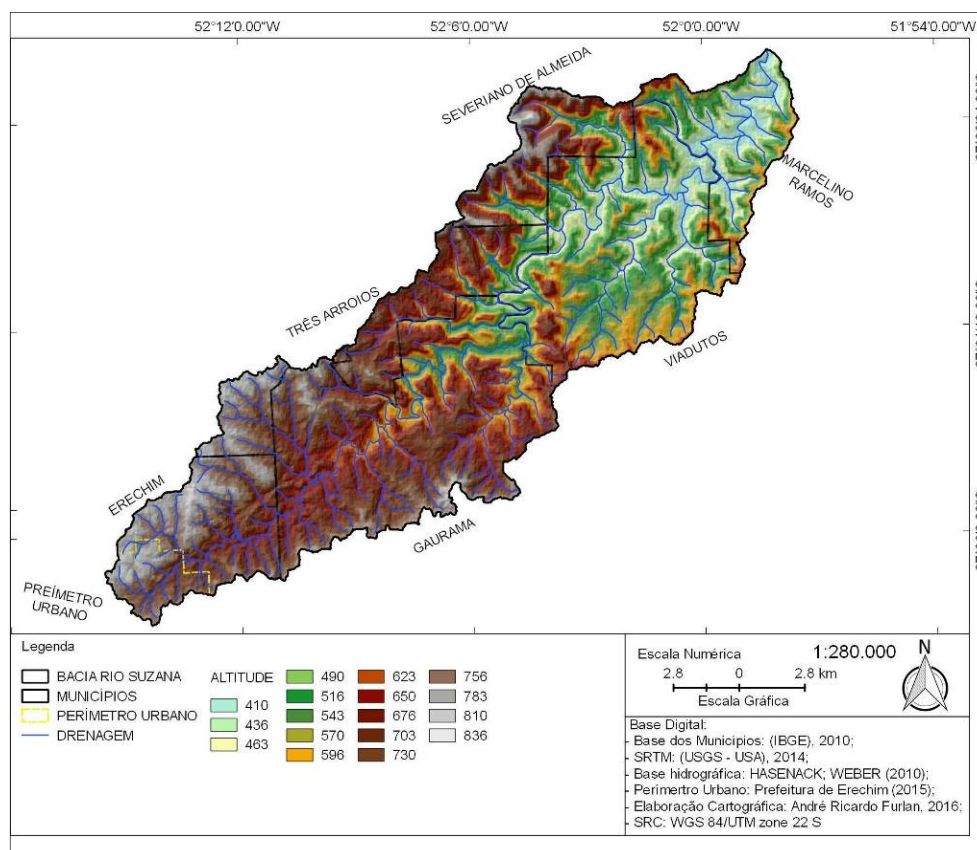 52°12'0.00"W 52°6'0.00"W 52°0'0.00"W 51°54'0.00"W
SEVERIANO DE ALMEIDA
MARCELINO
RAMOS
TRÊS ARROIOS
VIADUTOS
ERECHIM
GAURAMA
PREÍMETRO
URBANO
Legenda
BACIA RIO SUZANA
MUNICÍPIOS
PERÍMETRO URBANO
DRENAGEM
ALTITUDE
410
436
463
490
516
543
570
596
623
650
676
703
730
756
783
810
836
Escala Numérica 1:280.000
2.8 0 2.8 km
Escala Gráfica
N
Base Digital:
- Base dos Municipios: (IBGE), 2010;
- SRTM: (USGS - USA), 2014;
- Base hidrográfica: HASENACK; WEBER (2010);
- Perímertro Urbano: Prefeitura de Erechim (2015);
- Elaboração Cartográfica: André Ricardo Furlan, 2016;
- SRC: WGS 84/UTM zone 22 S